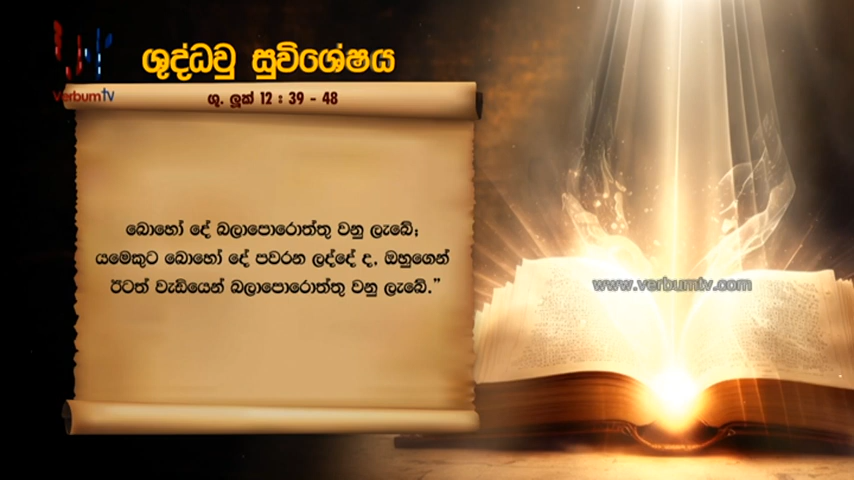 ශුද්ධවූ සුවිශේෂය
Verbumtv
ශු. ලූක් 12 : 39 - 48
බොහෝ දේ බලාපොරොත්තු වනු ලැබේ;
යමෙකුට බොහෝ දේ පවරන ලද්දේ ද, ඔහුගෙන්
ඊටත් වැඩියෙන් බලාපොරොත්තු වනු ලැබේ.”
www.verbumtv.com